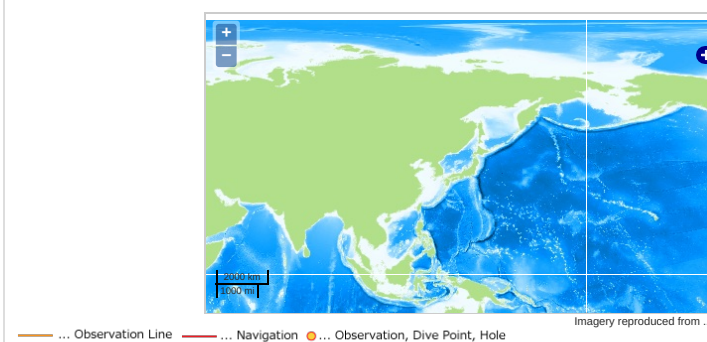 +
−
2000 km
1000 mi
Imagery reproduced from .
... Observation Line ... Navigation ... Observation, Dive Point, Hole